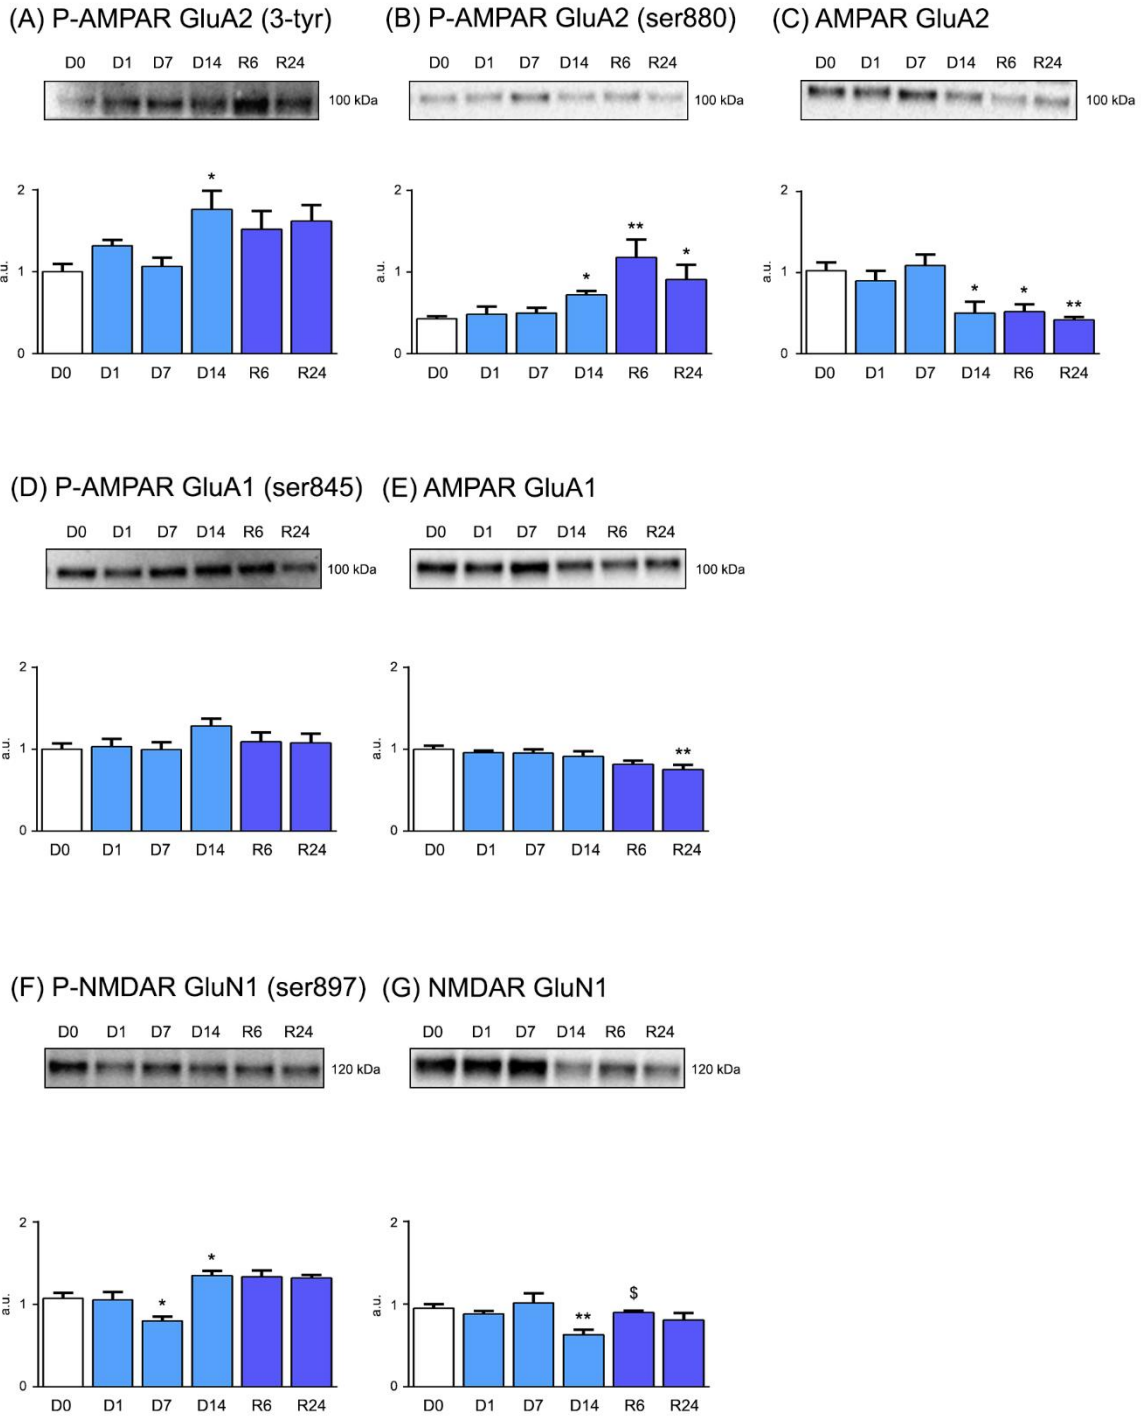 (A) P-AMPAR GluA2 (3-tyr) (B) P-AMPAR GluA2 (ser880) (C) AMPAR GluA2
D0 D1 D7 D14 R6 R24 D0 D1 D7 D14 R6 R24 D0 D1 D7 D14 R6 R24
100 kDa 100 kDa 100 kDa
2 * 2 ** * * 2 * * **
a.u. 1 a.u. 1 a.u. 1
0 0 0
D0 D1 D7 D14 R6 R24 D0 D1 D7 D14 R6 R24 D0 D1 D7 D14 R6 R24
(D) P-AMPAR GluA1 (ser845) (E) AMPAR GluA1
D0 D1 D7 D14 R6 R24 D0 D1 D7 D14 R6 R24
100 kDa 100 kDa
2 2
a.u. 1 a.u. 1 **
0 0
D0 D1 D7 D14 R6 R24 D0 D1 D7 D14 R6 R24
(F) P-NMDAR GluN1 (ser897) (G) NMDAR GluN1
D0 D1 D7 D14 R6 R24 D0 D1 D7 D14 R6 R24
120 kDa 120 kDa
2 2
a.u. 1 * * a.u. 1 ** $
0 0
D0 D1 D7 D14 R6 R24 D0 D1 D7 D14 R6 R24